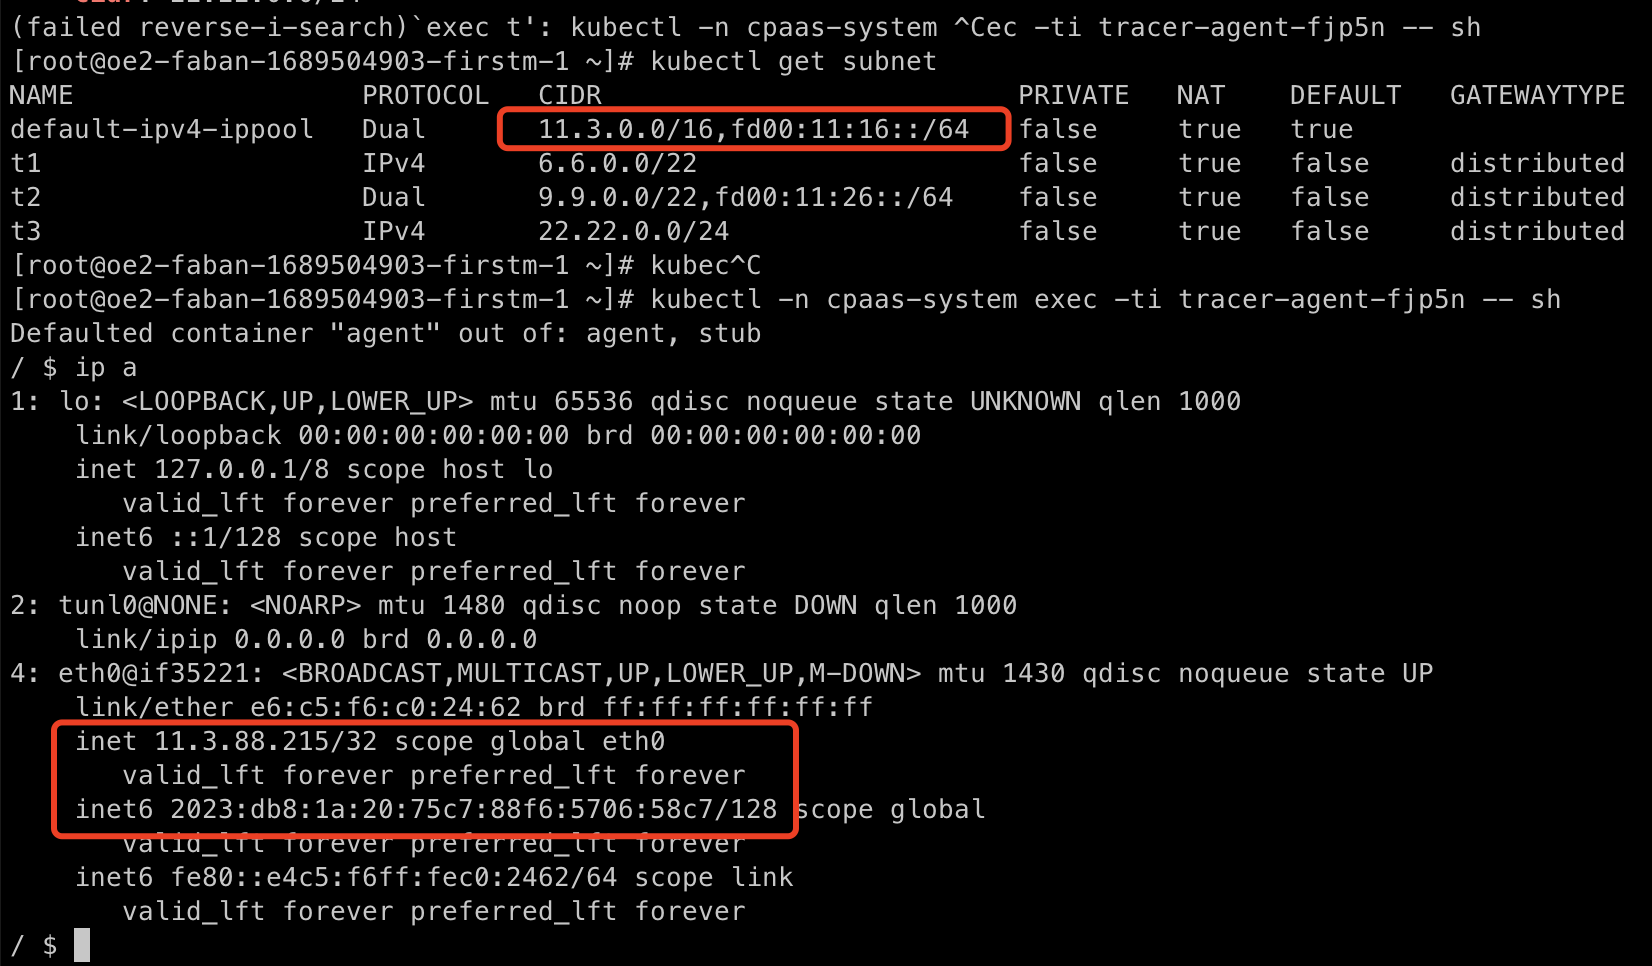 (failed reverse-i-search)`exec t': kubectl -n cpaas-system ^Cec -ti tracer-agent-fjp5n -- sh
[root@oe2-faban-1689504903-firstm-1 ~]# kubectl get subnet
NAME                  PROTOCOL   CIDR                          PRIVATE   NAT    DEFAULT   GATEWAYTYPE
default-ipv4-ippool   Dual       11.3.0.0/16,fd00:11:16::/64   false     true   true
t1                    IPv4       6.6.0.0/22                    false     true   false     distributed
t2                    Dual       9.9.0.0/22,fd00:11:26::/64    false     true   false     distributed
t3                    IPv4       22.22.0.0/24                  false     true   false     distributed
[root@oe2-faban-1689504903-firstm-1 ~]# kubec^C
[root@oe2-faban-1689504903-firstm-1 ~]# kubectl -n cpaas-system exec -ti tracer-agent-fjp5n -- sh
Defaulted container "agent" out of: agent, stub
/ $ ip a
1: lo: <LOOPBACK,UP,LOWER_UP> mtu 65536 qdisc noqueue state UNKNOWN qlen 1000
    link/loopback 00:00:00:00:00:00 brd 00:00:00:00:00:00
    inet 127.0.0.1/8 scope host lo
       valid_lft forever preferred_lft forever
    inet6 ::1/128 scope host
       valid_lft forever preferred_lft forever
2: tunl0@NONE: <NOARP> mtu 1480 qdisc noop state DOWN qlen 1000
    link/ipip 0.0.0.0 brd 0.0.0.0
4: eth0@if35221: <BROADCAST,MULTICAST,UP,LOWER_UP,M-DOWN> mtu 1430 qdisc noqueue state UP
    link/ether e6:c5:f6:c0:24:62 brd ff:ff:ff:ff:ff:ff
    inet 11.3.88.215/32 scope global eth0
       valid_lft forever preferred_lft forever
    inet6 2023:db8:1a:20:75c7:88f6:5706:58c7/128 scope global
       valid_lft forever preferred_lft forever
    inet6 fe80::e4c5:f6ff:fec0:2462/64 scope link
       valid_lft forever preferred_lft forever
/ $